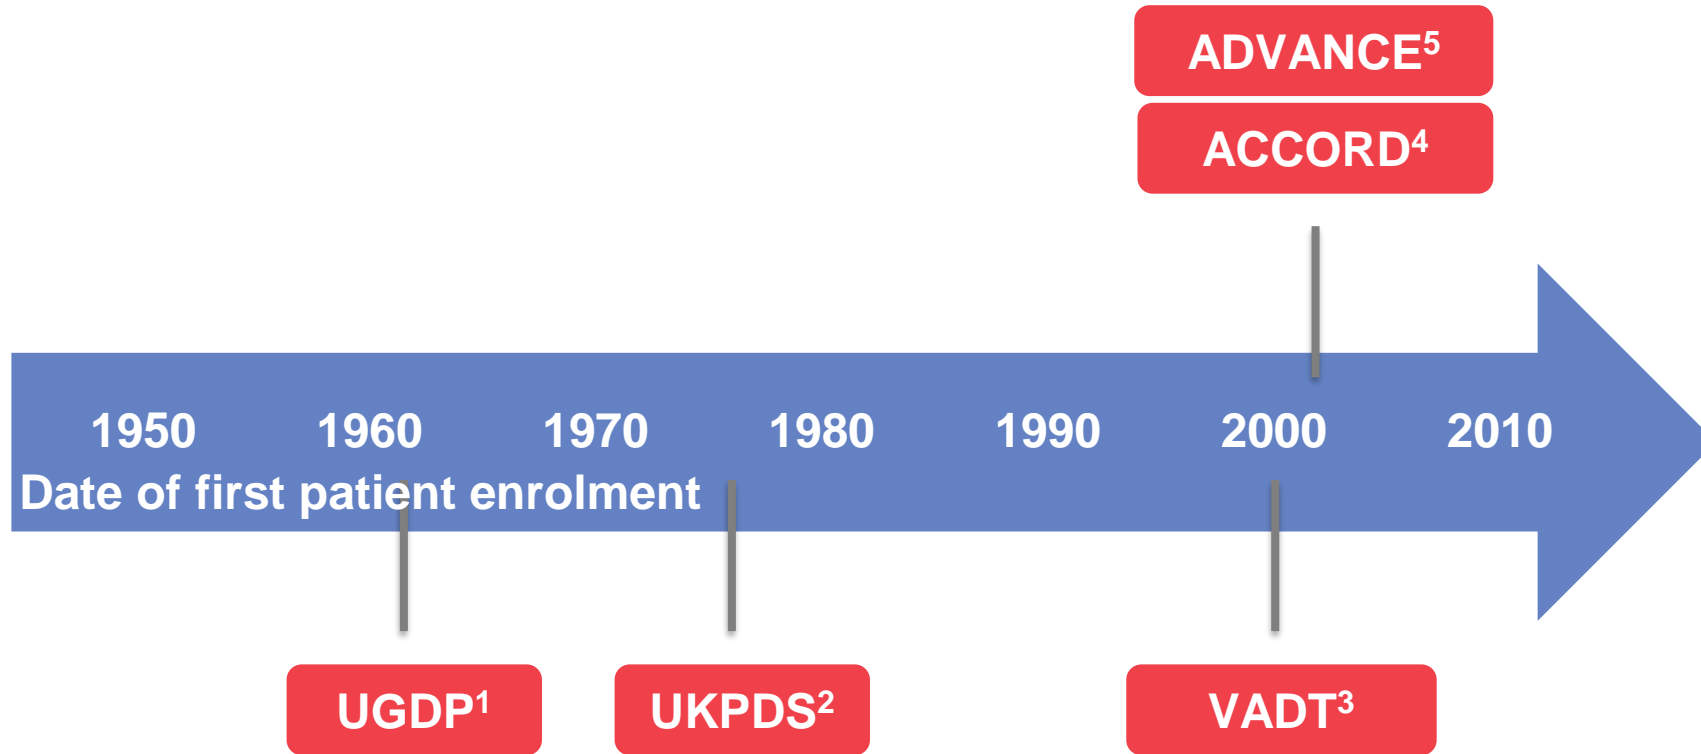 ADVANCE⁵
ACCORD⁴
1950 1960 1970 1980 1990 2000 2010
Date of first patient enrolment
UGDP¹ UKPDS² VADT³